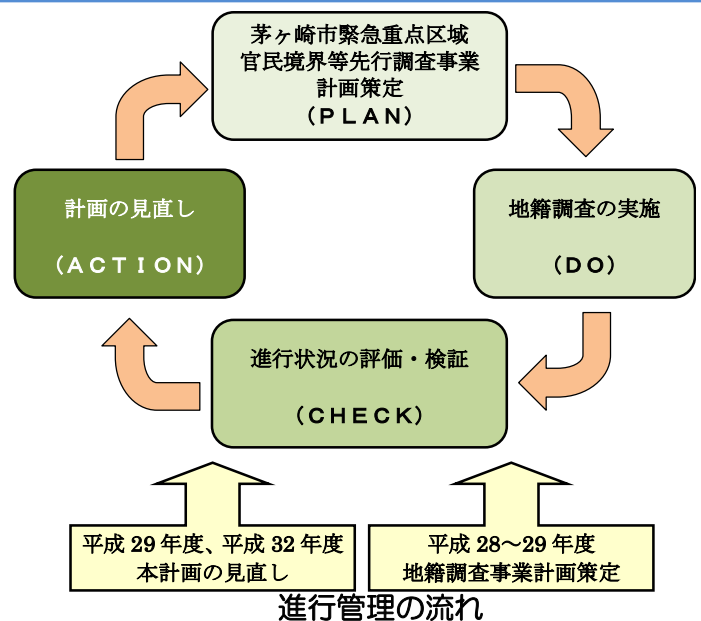 茅ヶ崎市緊急重点区域
官民境界等先行調査事業
計画策定
（ＰＬＡＮ）
計画の見直し
（ＡＣＴＩＯＮ）
地籍調査の実施
（ＤＯ）
進行状況の評価・検証
（ＣＨＥＣＫ）
平成 29 年度、平成 32 年度
本計画の見直し
平成 28～29 年度
地籍調査事業計画策定
進行管理の流れ